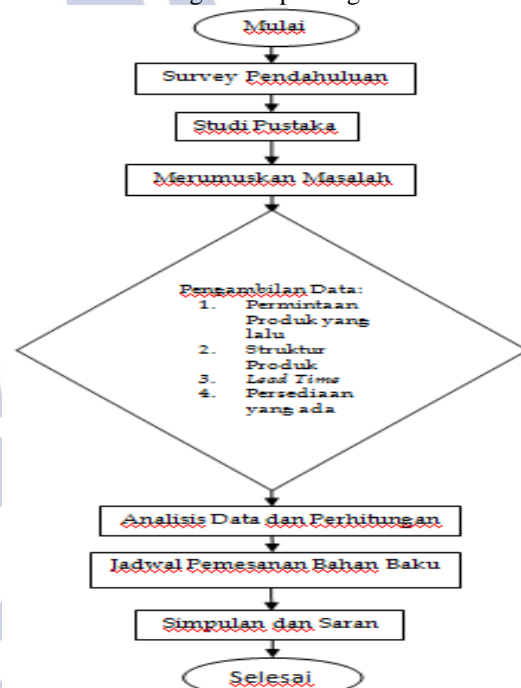 Mulai
Survey Pendahuluan
Studi Pustaka
Merumuskan Masalah
Pengambilan Data:
1. Permintaan
Produk yang
lalu
2. Struktur
Produk
3. Lead Time
4. Persediaan
yang ada
Analisis Data dan Perhitungan
Jadwal Pemesanan Bahan Baku
Simpulan dan Saran
Selesai